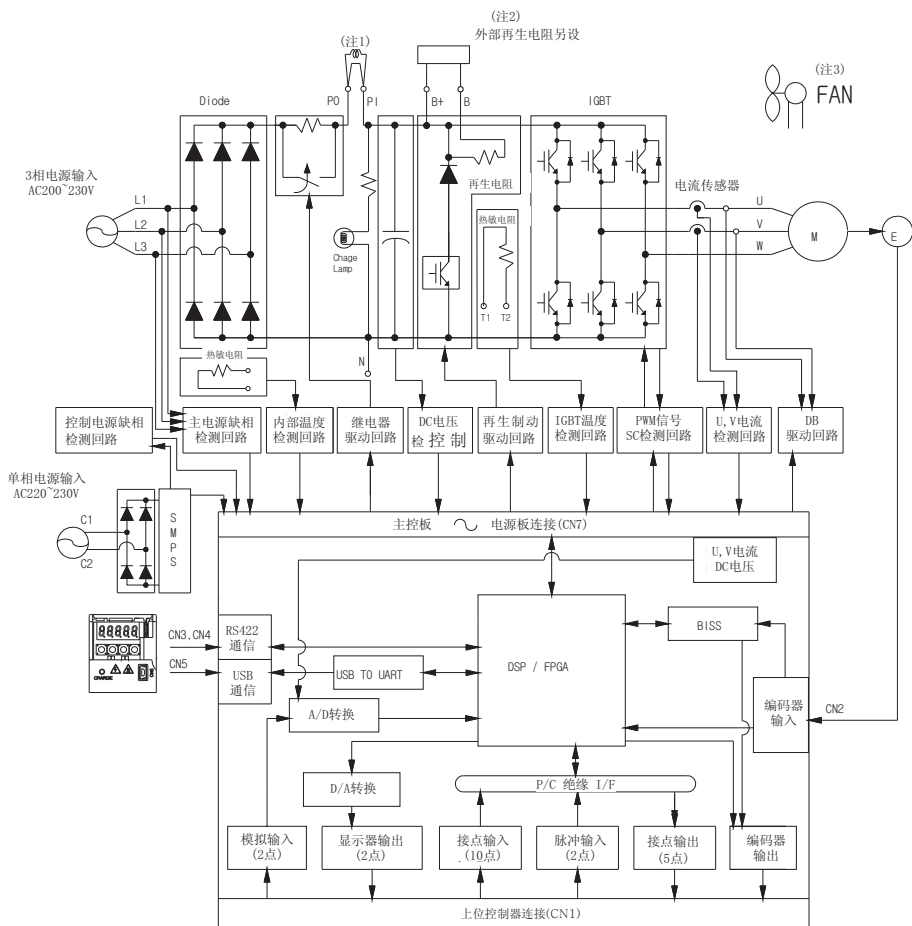 (注1)
(注2)
外部再生电阻另设
(注3)
FAN
Diode
PO
PI
B+
B
IGBT
3相电源输入
AC200~230V
L1
L2
L3
Chage
Lamp
再生电阻
热敏电阻
T1
T2
电流传感器
U
V
W
M
E
热敏电阻
N
控制电源缺相
检测回路
主电源缺相
检测回路
内部温度
检测回路
继电器
驱动回路
DC电压
检 控制
再生制动
驱动回路
IGBT温度
检测回路
PWM信号
SC检测回路
U,V电流
检测回路
DB
驱动回路
单相电源输入
AC220~230V
C1
C2
SMPS
主控板
电源板连接(CN7)
U,V电流
DC电压
CN3.CN4
RS422
通信
CN5
USB
通信
USB TO UART
DSP / FPGA
BISS
编码器
输入
CN2
A/D转换
D/A转换
P/C 绝缘 I/F
模拟输入
(2点)
显示器输出
(2点)
接点输入
.(10点)
脉冲输入
(2点)
接点输出
(5点)
编码器
输出
上位控制器连接(CN1)
CHARGE